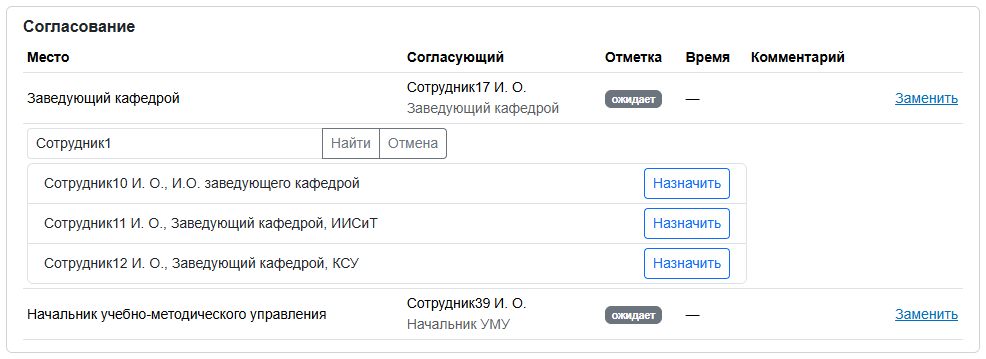 Согласование
Место Согласующий Отметка Время Комментарий
Заведующий кафедрой Сотрудник17 И. О. Заведующий кафедрой ожидает — Заменить
Сотрудник1 Найти Отмена
Сотрудник10 И. О., И.О. заведующего кафедрой Назначить
Сотрудник11 И. О., Заведующий кафедрой, ИИСиТ Назначить
Сотрудник12 И. О., Заведующий кафедрой, КСУ Назначить
Начальник учебно-методического управления Сотрудник39 И. О. Начальник УМУ ожидает — Заменить